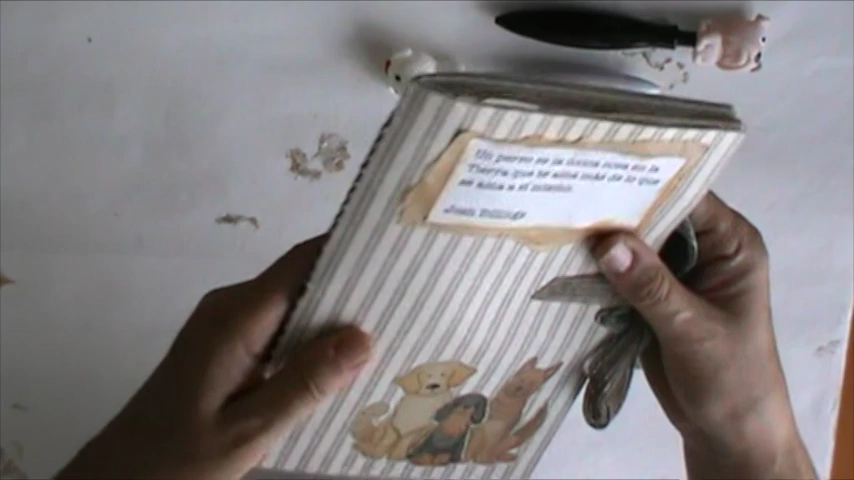 Un perro es la única cosa en la
Tierra que te ama más de lo que
se ama a sí mismo.
Josh Billings